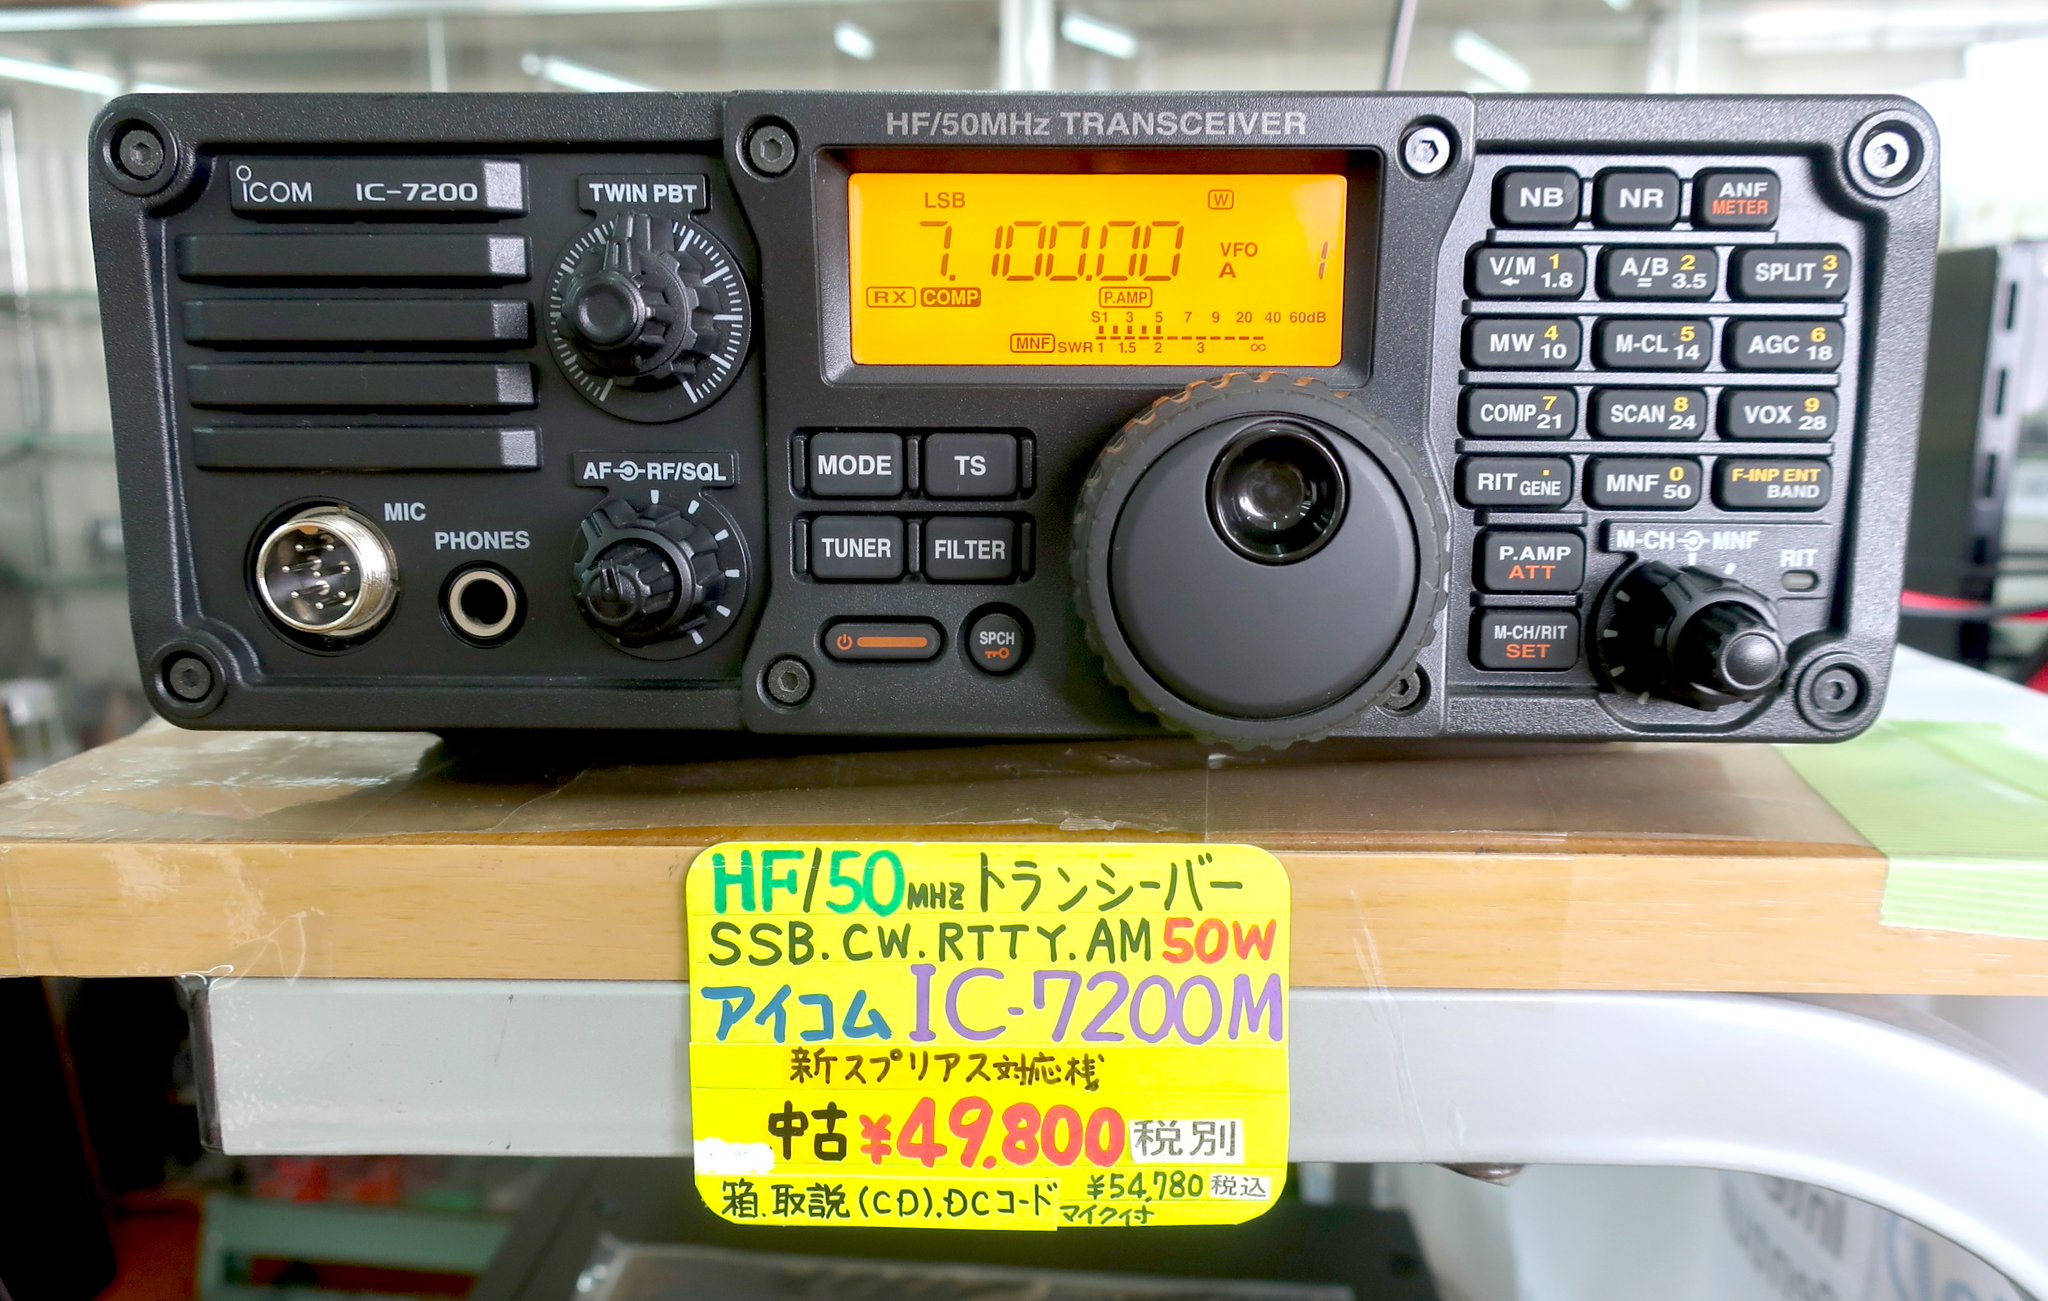 HF/50MHz TRANSCEIVER
ICOM IC-7200
TWIN PBT
AF RF/SQL
MIC
PHONES
LSB W
7.100.00 VFO A 1
RX COMP P.AMP
S1 3 5 7 9 20 40 60dB
MNF SWR 1 1.5 2 3 ∞
MODE TS
TUNER FILTER
SPCH
NB NR ANF METER
V/M 1 1.8 A/B 2 3.5 SPLIT 3 7
MW 4 10 M-CL 5 14 AGC 6 18
COMP 7 21 SCAN 8 24 VOX 9 28
RIT . GENE MNF 0 50 F-INP ENT BAND
P.AMP ATT
M-CH MNF RIT
M-CH/RIT SET
HF/50MHZトランシーバー
SSB.CW.RTTY.AM 50W
アイコム IC-7200M
新スプリアス対応機
中古 ¥49.800 税別
¥54,780 税込
箱.取説(CD).DCコード マイク付